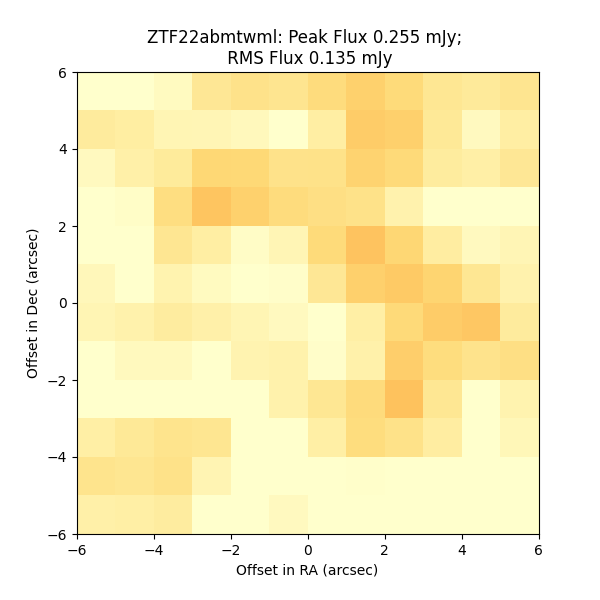 ZTF22abmtwml: Peak Flux 0.255 mJy;
RMS Flux 0.135 mJy
6
4
2
0
−2
−4
−6
Offset in Dec (arcsec)
−6 −4 −2 0 2 4 6
Offset in RA (arcsec)